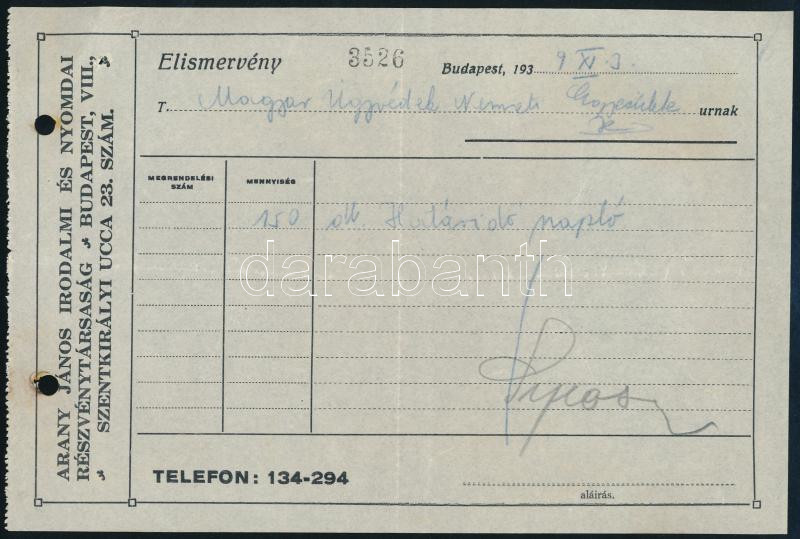 ARANY JÁNOS IRODALMI ÉS NYOMDAI
RÉSZVÉNYTÁRSASÁG BUDAPEST, VIII.,
SZENTKIRÁLYI UCCA 23. SZÁM.
Elismervény 3526 Budapest, 193 9 XI 3.
T. Magyar Ügyvédek Nemzeti Egyesülete urnak
MEGRENDELÉSI
SZÁM
MENNYISÉG
150 db. Határidő napló
darabanth
TELEFON: 134-294
aláirás.